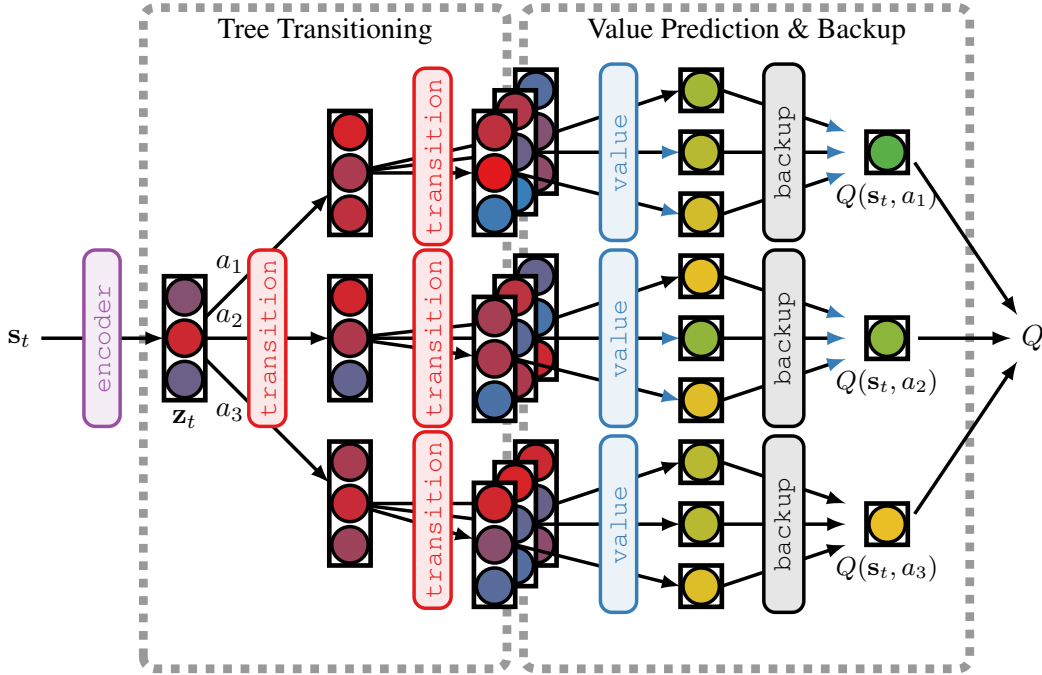 Tree Transitioning
Value Prediction & Backup
s_t
encoder
z_t
a_1
a_2
a_3
transition
transition
transition
transition
value
value
value
backup
backup
backup
Q(s_t, a_1)
Q(s_t, a_2)
Q(s_t, a_3)
Q